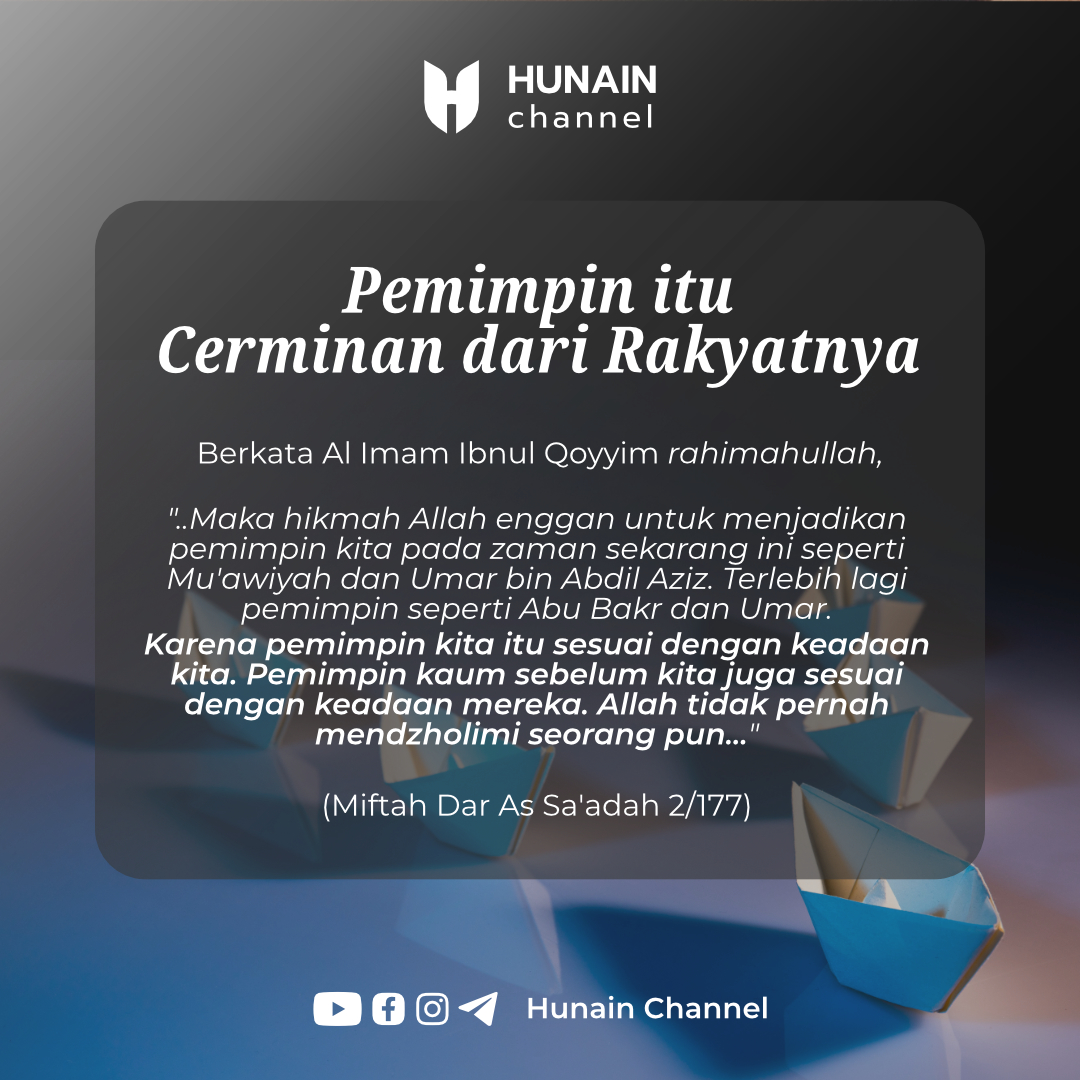 HUNAIN
channel
Pemimpin itu
Cerminan dari Rakyatnya
Berkata Al Imam Ibnul Qoyyim rahimahullah,
"..Maka hikmah Allah enggan untuk menjadikan
pemimpin kita pada zaman sekarang ini seperti
Mu'awiyah dan Umar bin Abdil Aziz. Terlebih lagi
pemimpin seperti Abu Bakr dan Umar.
Karena pemimpin kita itu sesuai dengan keadaan
kita. Pemimpin kaum sebelum kita juga sesuai
dengan keadaan mereka. Allah tidak pernah
mendzholimi seorang pun..."
(Miftah Dar As Sa'adah 2/177)
Hunain Channel